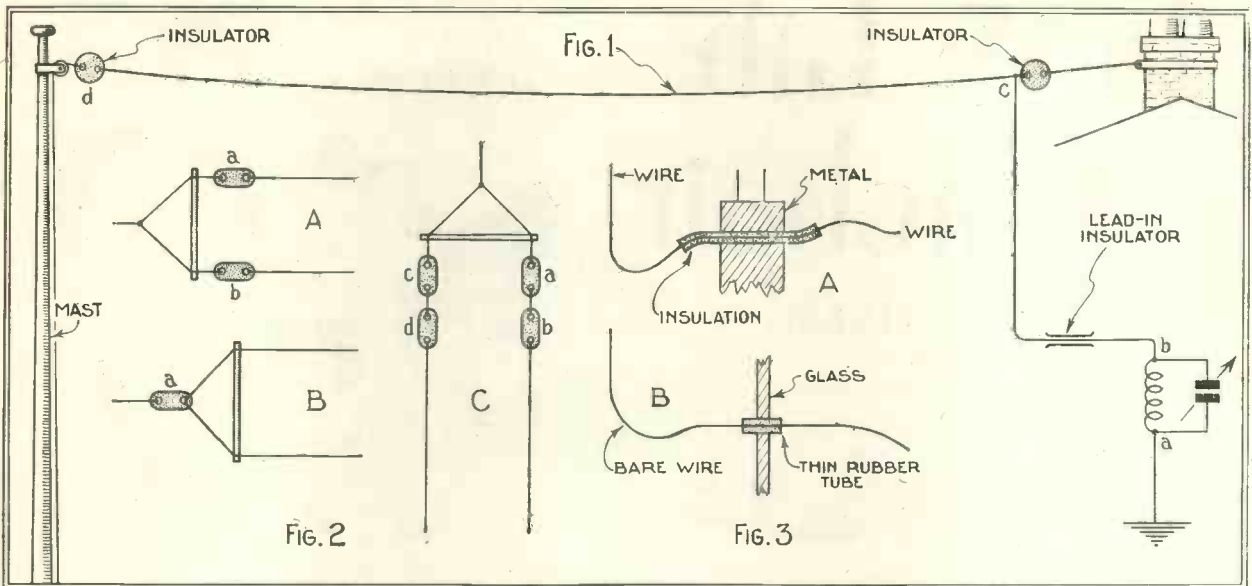 INSULATOR
FIG. 1
INSULATOR
d
c
a
A
b
MAST
a
B
c
a
d
b
C
FIG. 2
WIRE
METAL
WIRE
INSULATION
A
B
GLASS
BARE WIRE
THIN RUBBER
TUBE
FIG. 3
LEAD-IN
INSULATOR
b
a